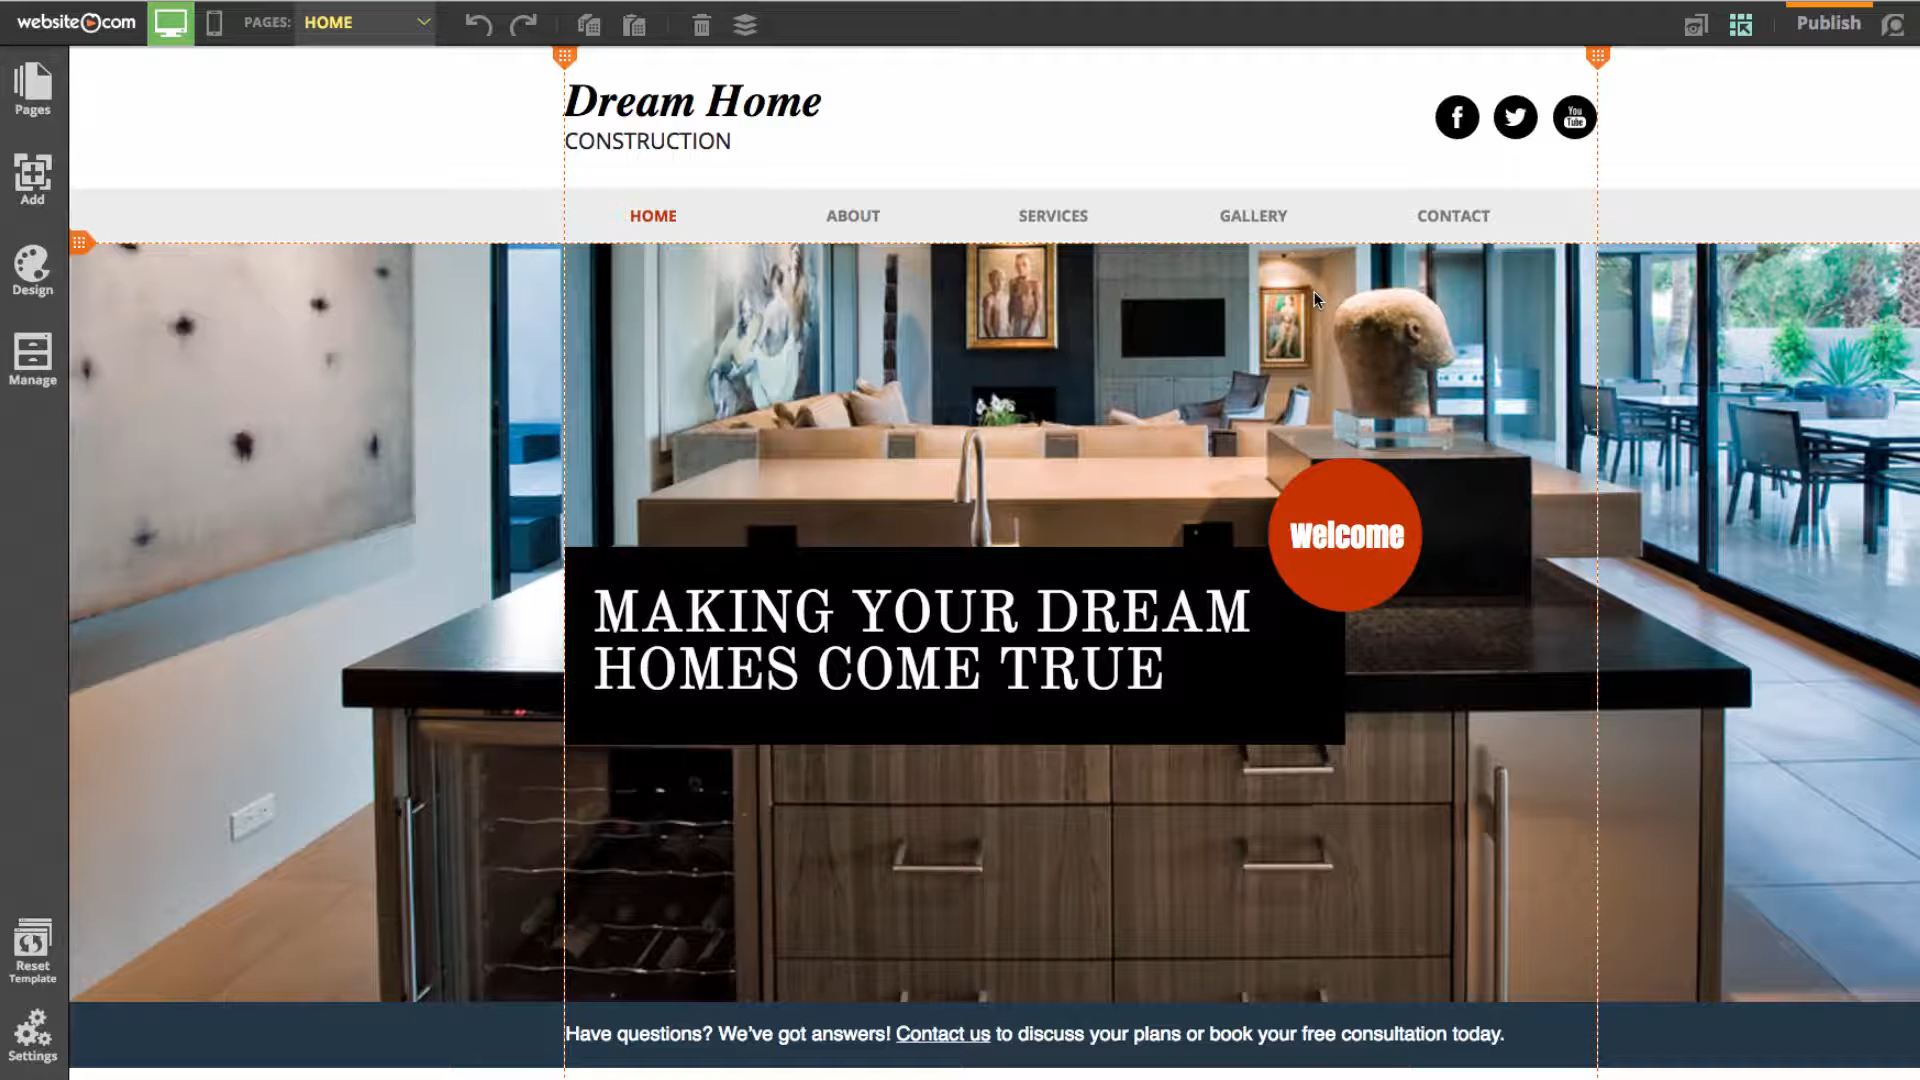 website.com
PAGES: HOME
Publish
Pages
Add
Design
Manage
Reset
Template
Settings
Dream Home
CONSTRUCTION
f
You
Tube
HOME ABOUT SERVICES GALLERY CONTACT
Welcome
MAKING YOUR DREAM
HOMES COME TRUE
Have questions? We've got answers! Contact us to discuss your plans or book your free consultation today.